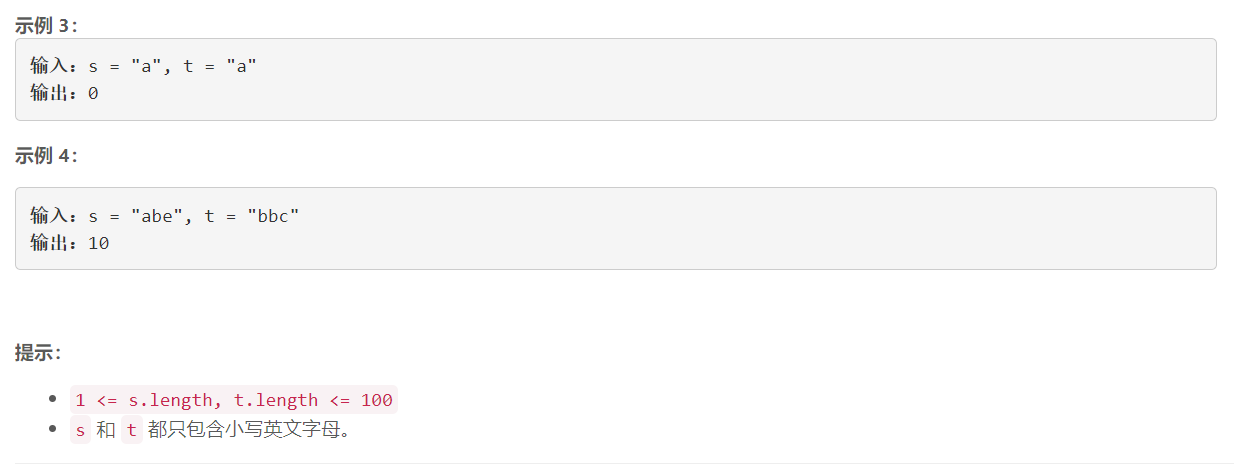 示例 3：
输入：s = "a", t = "a"
输出：0
示例 4：
输入：s = "abe", t = "bbc"
输出：10
提示：
1 <= s.length, t.length <= 100
s 和 t 都只包含小写英文字母。